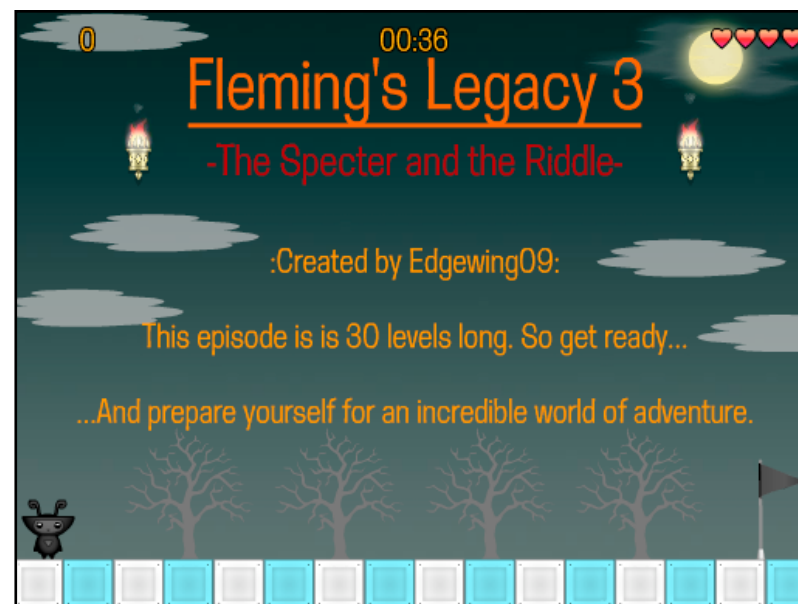 0 00:36
Fleming's Legacy 3
-The Specter and the Riddle-
:Created by Edgewing09:
This episode is is 30 levels long. So get ready...
...And prepare yourself for an incredible world of adventure.